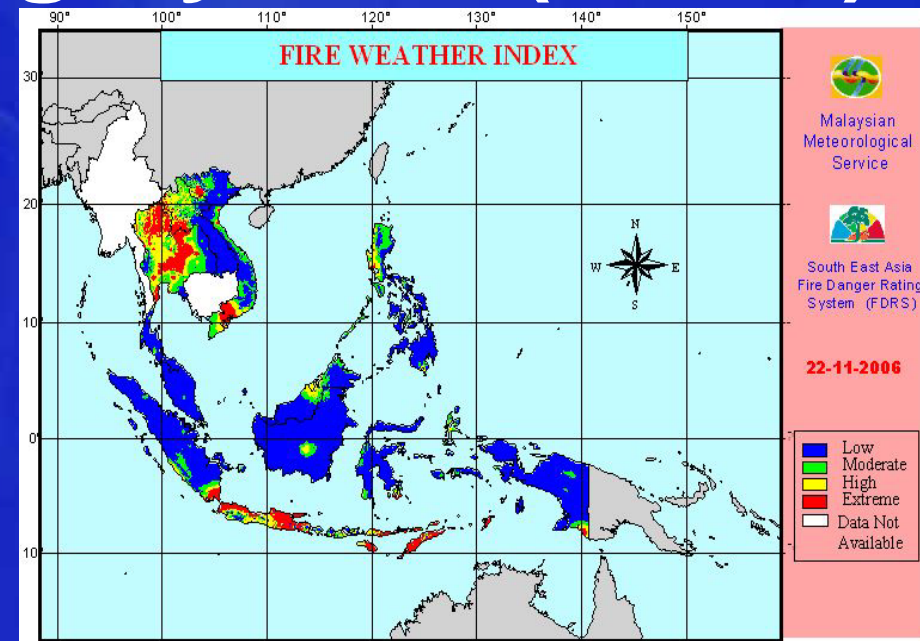 90° 100° 110° 120° 130° 140° 150°
FIRE WEATHER INDEX
30°
20°
10°
0°
10°
N
W E
S
Malaysian
Meteorological
Service
South East Asia
Fire Danger Rating
System (FDRS)
22-11-2006
Low
Moderate
High
Extreme
Data Not
Available